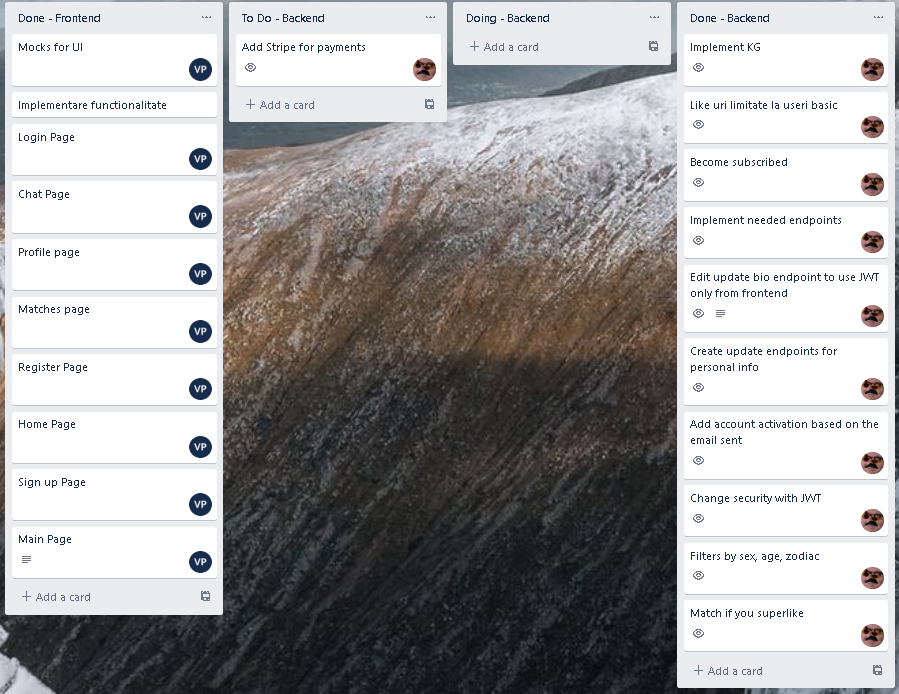 Done - Frontend
Mocks for UI
VP
Implementare functionalitate
Login Page
VP
Chat Page
VP
Profile page
VP
Matches page
VP
Register Page
VP
Home Page
VP
Sign up Page
VP
Main Page
VP
+ Add a card
To Do - Backend
Add Stripe for payments
+ Add a card
Doing - Backend
+ Add a card
Done - Backend
Implement KG
Like uri limitate la useri basic
Become subscribed
Implement needed endpoints
Edit update bio endpoint to use JWT
only from frontend
Create update endpoints for
personal info
Add account activation based on the
email sent
Change security with JWT
Filters by sex, age, zodiac
Match if you superlike
+ Add a card